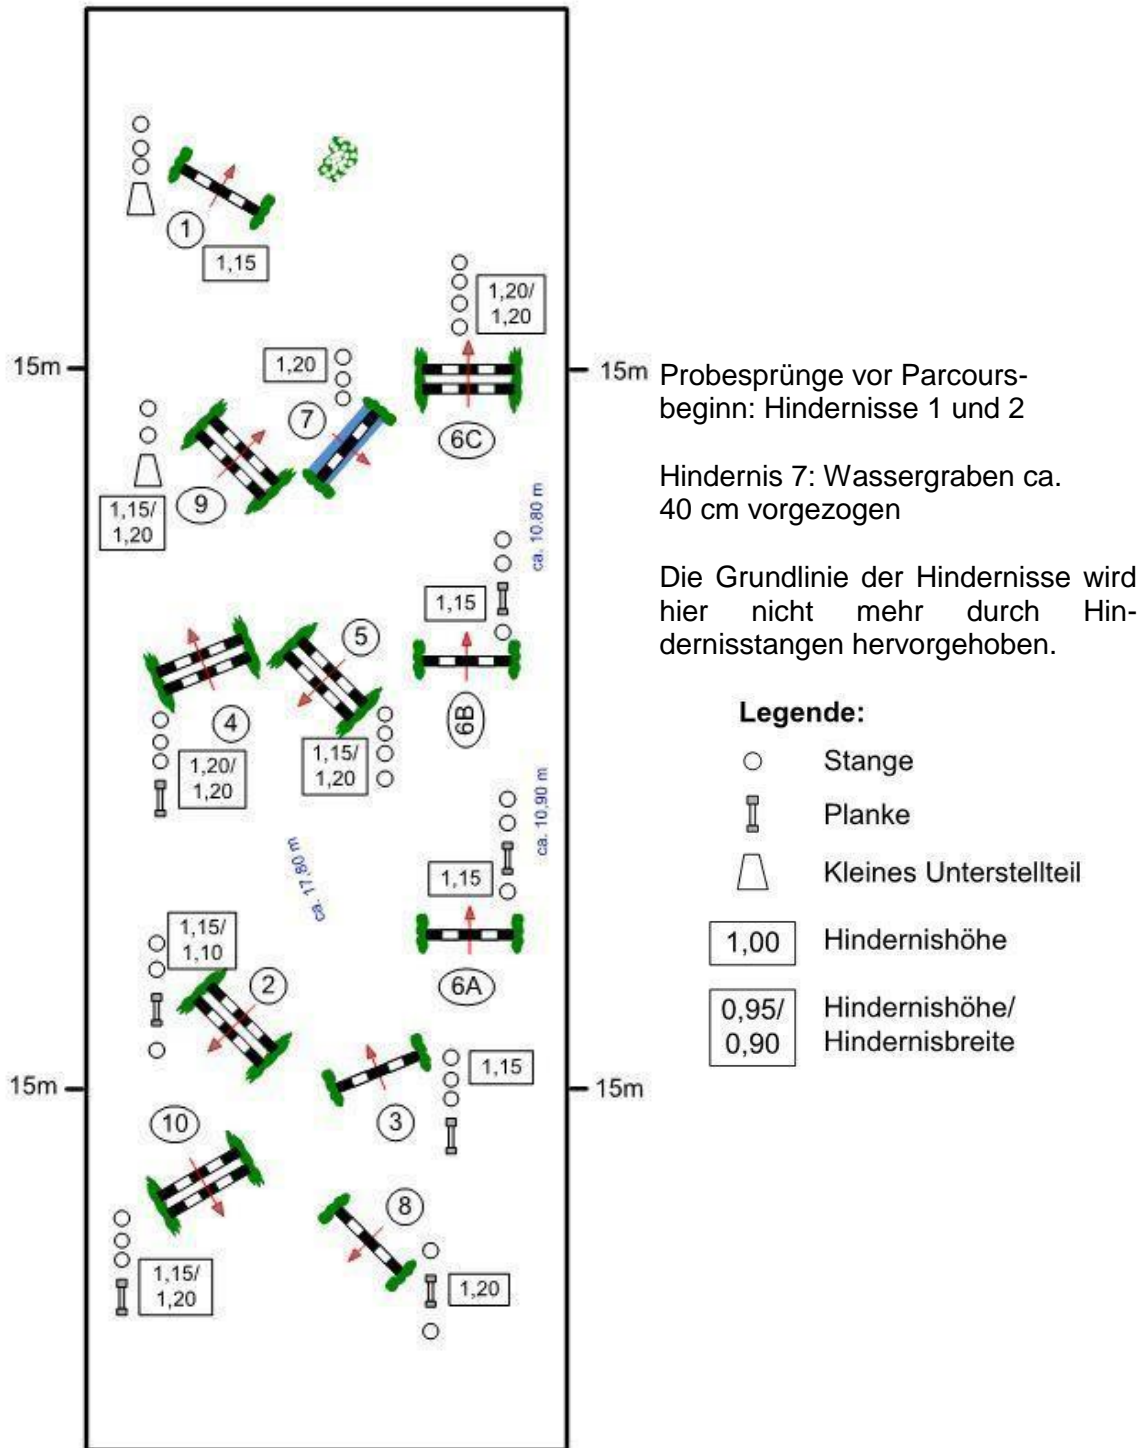 1
1,15
1,20/
1,20
15m
15m
1,20
7
6C
9
1,15/
1,20
ca. 10.80 m
1,15
5
4
6B
1,20/
1,20
1,15/
1,20
ca. 10,90 m
ca. 17,80 m
1,15
1,15/
1,10
2
6A
1,15
15m
15m
3
10
8
1,15/
1,20
1,20
Probesprünge vor Parcours-
beginn: Hindernisse 1 und 2
Hindernis 7: Wassergraben ca.
40 cm vorgezogen
Die Grundlinie der Hindernisse wird
hier nicht mehr durch Hin-
dernisstangen hervorgehoben.
Legende:
Stange
Planke
Kleines Unterstellteil
1,00 Hindernishöhe
0,95/ Hindernishöhe/
0,90 Hindernisbreite